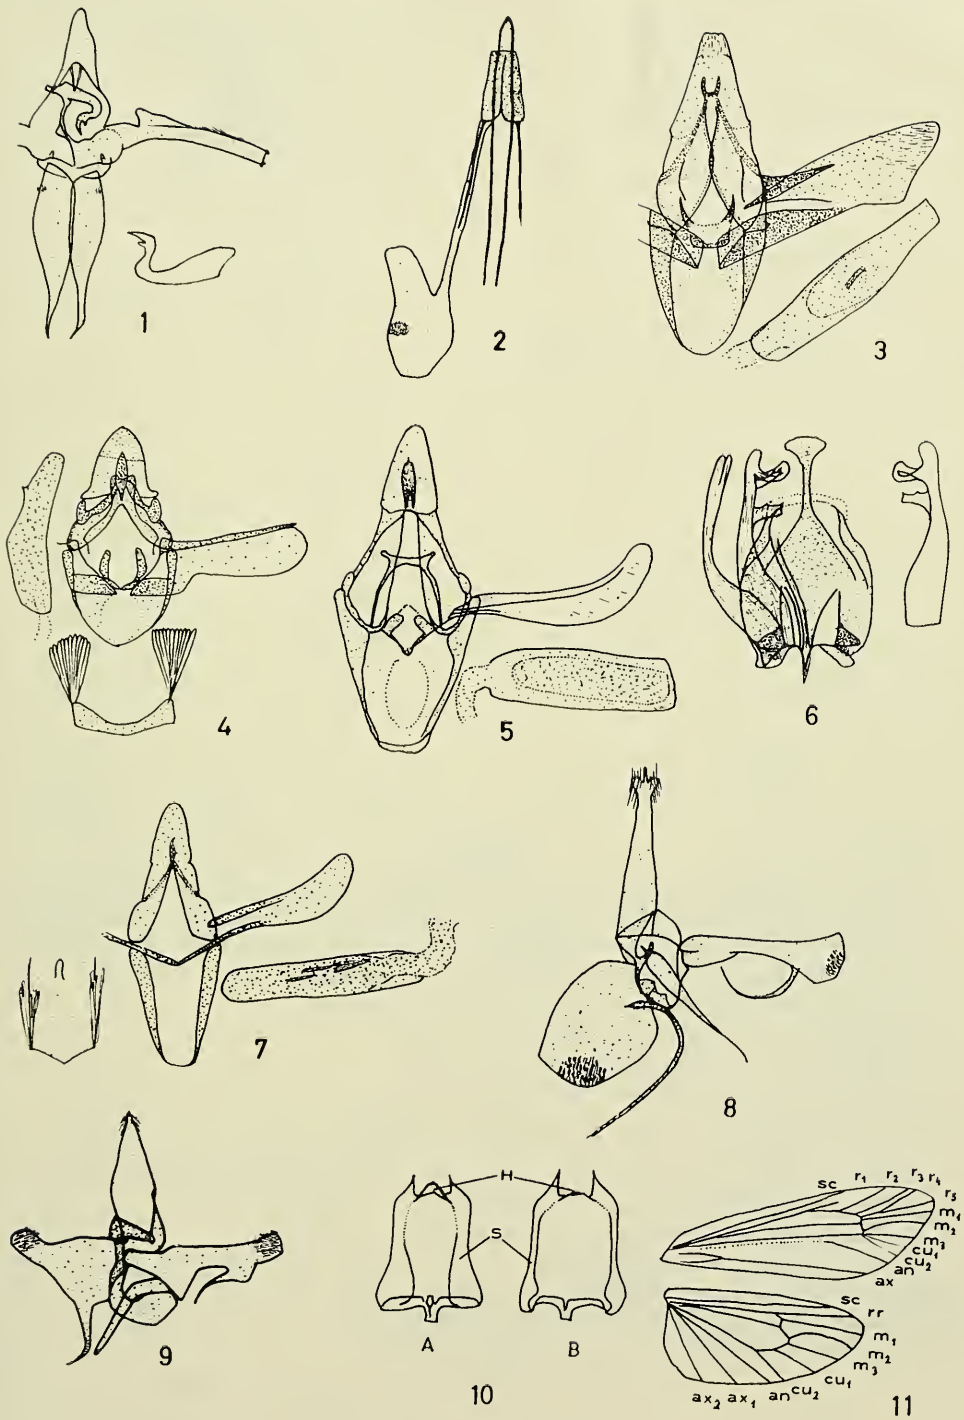 1
2
3
4
5
6
7
8
9
H
S
A
B
10
sc r₁ r₂ r₃ r₄ r₅
m₁
m₂
m₃
cu₁
cu₂
an
ax
sc
rr
m₁
m₂
m₃
cu₁
cu₂
an
ax₁
ax₂
11